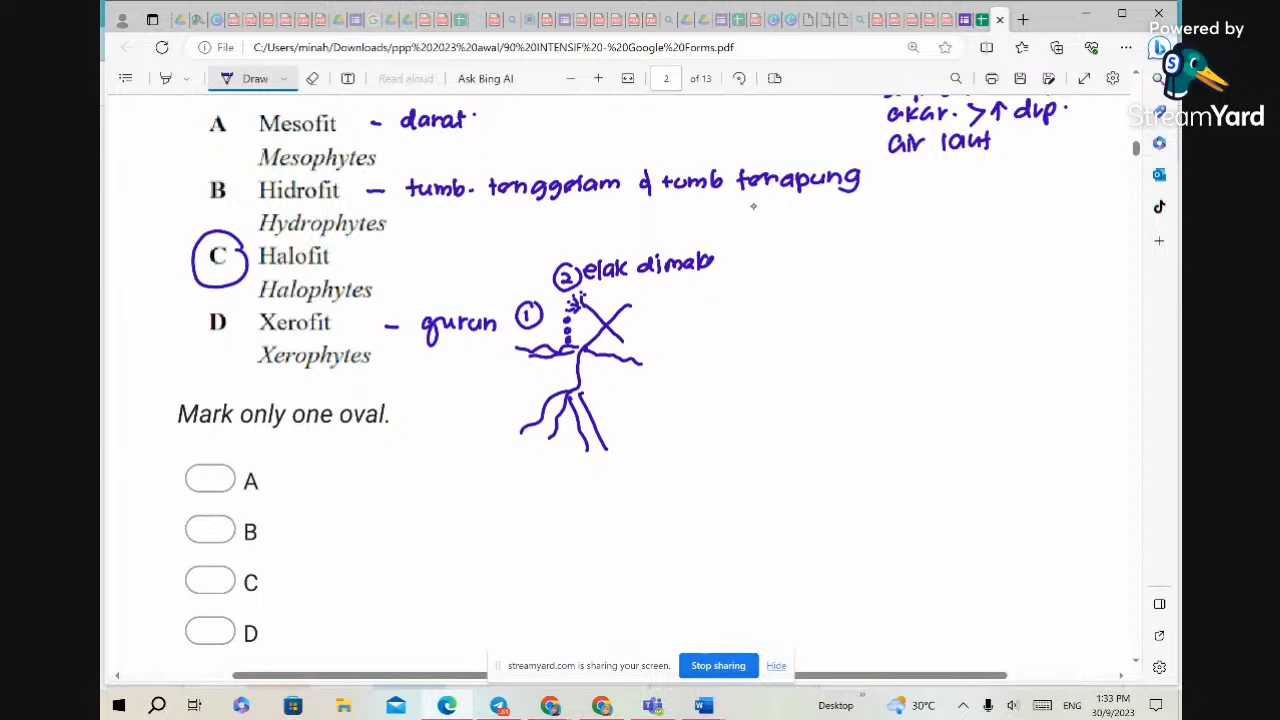 Powered by
StreamYard
File C:/Users/minah/Downloads/ppp%202023%20awal/90%20INTENSIF%20-%20Google%20Forms.pdf
Draw
Read aloud
Ask Bing AI
2 of 13
akar. >↑ drp.
air laut
A Mesofit - darat.
Mesophytes
B Hidrofit - tumb. tenggelam & tumb terapung
Hydrophytes
C Halofit
Halophytes
② elak dimak
D Xerofit - gurun ①
Xerophytes
Mark only one oval.
A
B
C
D
streamyard.com is sharing your screen. Stop sharing Hide
Desktop 30°C 1:33 PM
30/9/2023